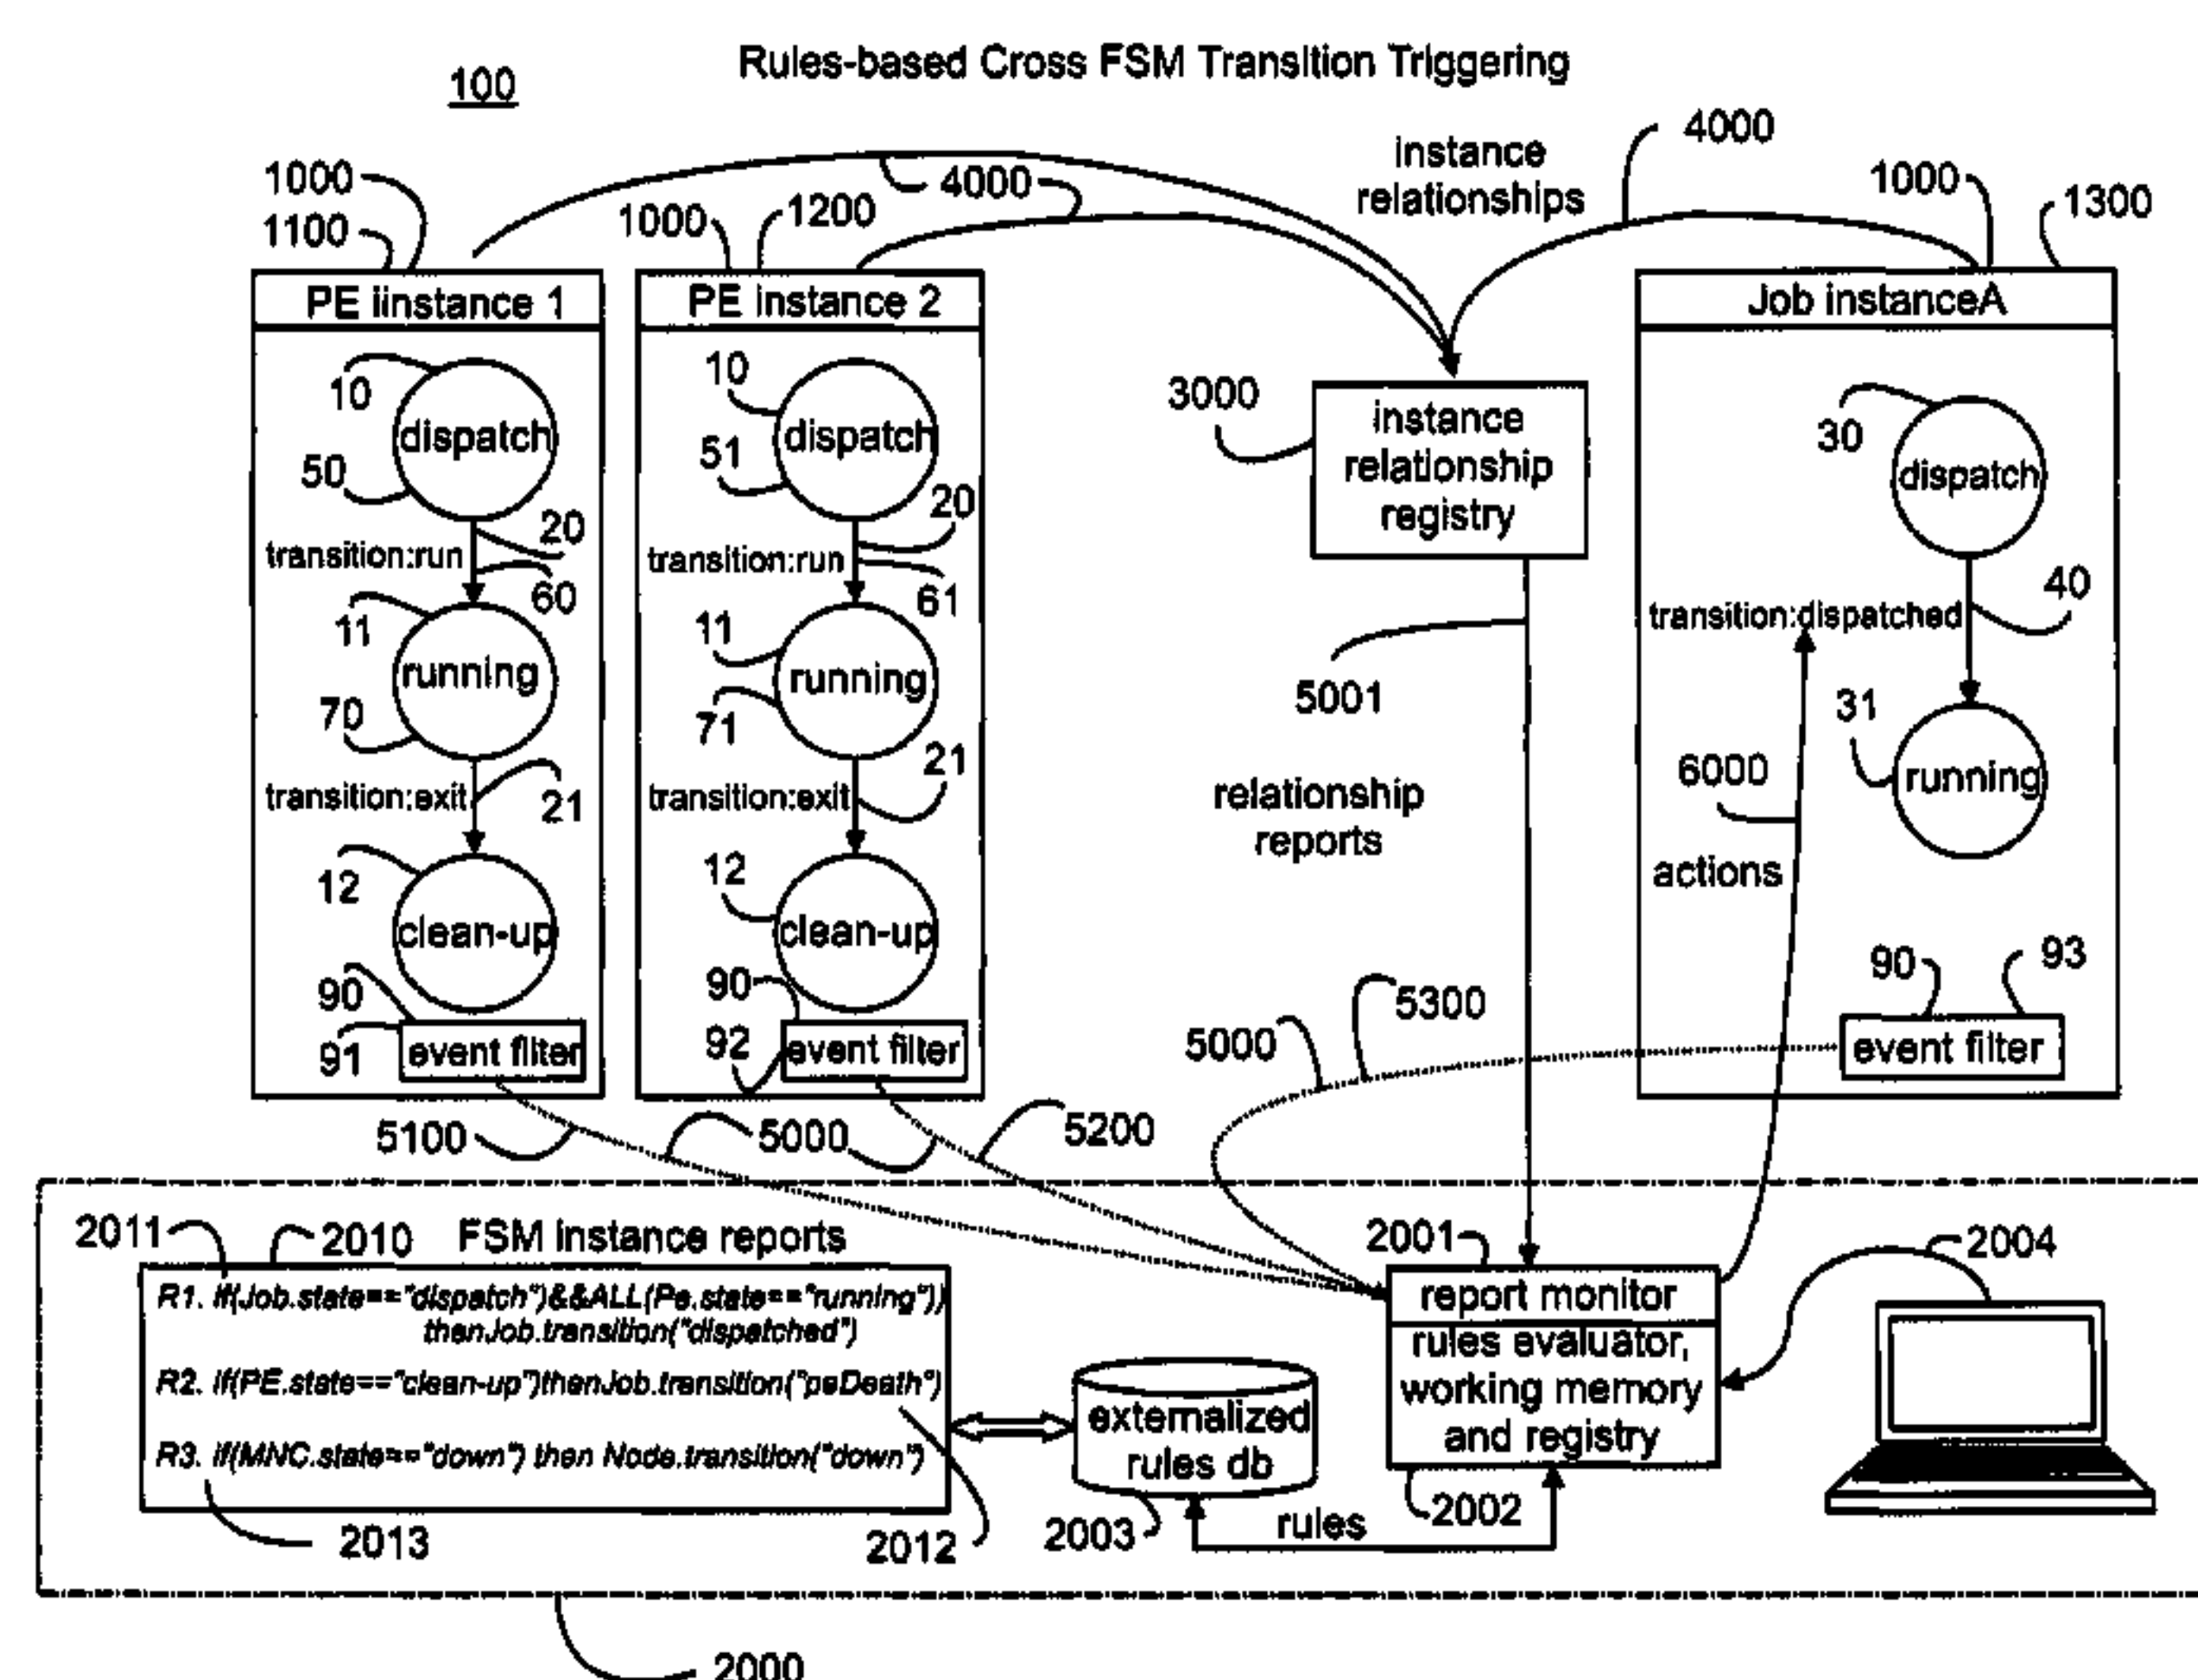 Rules-based Cross FSM Transition Triggering
100
4000
instance
relationships
1000
1100
4000
1000
1200
1000
1300
PE iinstance 1
PE instance 2
Job instanceA
10
dispatch
50
20
transition:run
60
11
running
70
transition:exit
21
12
clean-up
90
91
event filter
10
dispatch
51
20
transition:run
61
11
running
71
21
transition:exit
12
clean-up
90
92
event filter
3000
instance
relationship
registry
5001
relationship
reports
30
dispatch
40
transition:dispatched
31
running
6000
actions
90
93
event filter
5300
5000
5100
5000
5200
2011
2010
FSM instance reports
R1. if(Job.state=="dispatch")&&ALL(Pe.state=="running"))
thenJob.transition("dispatched")
R2. if(PE.state=="clean-up")thenJob.transition("peDeath")
R3. if(MNC.state=="down") then Node.transition("down")
2013
2012
externalized
rules db
2003
rules
2001
report monitor
rules evaluator,
working memory
and registry
2002
2004
2000